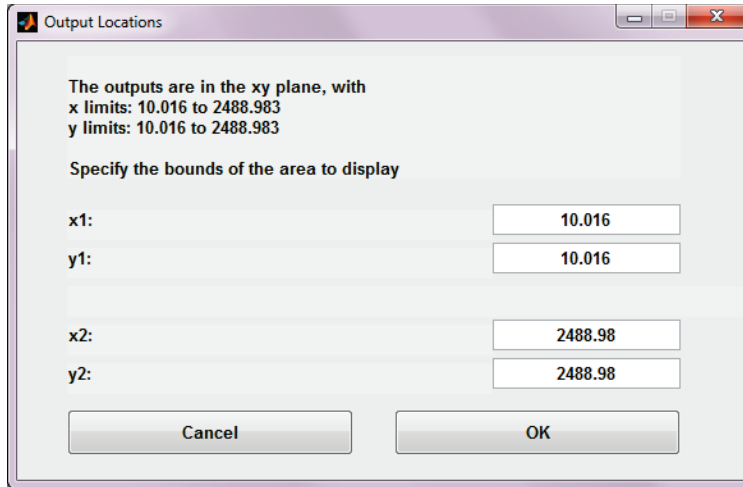 Output Locations
The outputs are in the xy plane, with
x limits: 10.016 to 2488.983
y limits: 10.016 to 2488.983
Specify the bounds of the area to display
x1: 10.016
y1: 10.016
x2: 2488.98
y2: 2488.98
Cancel OK